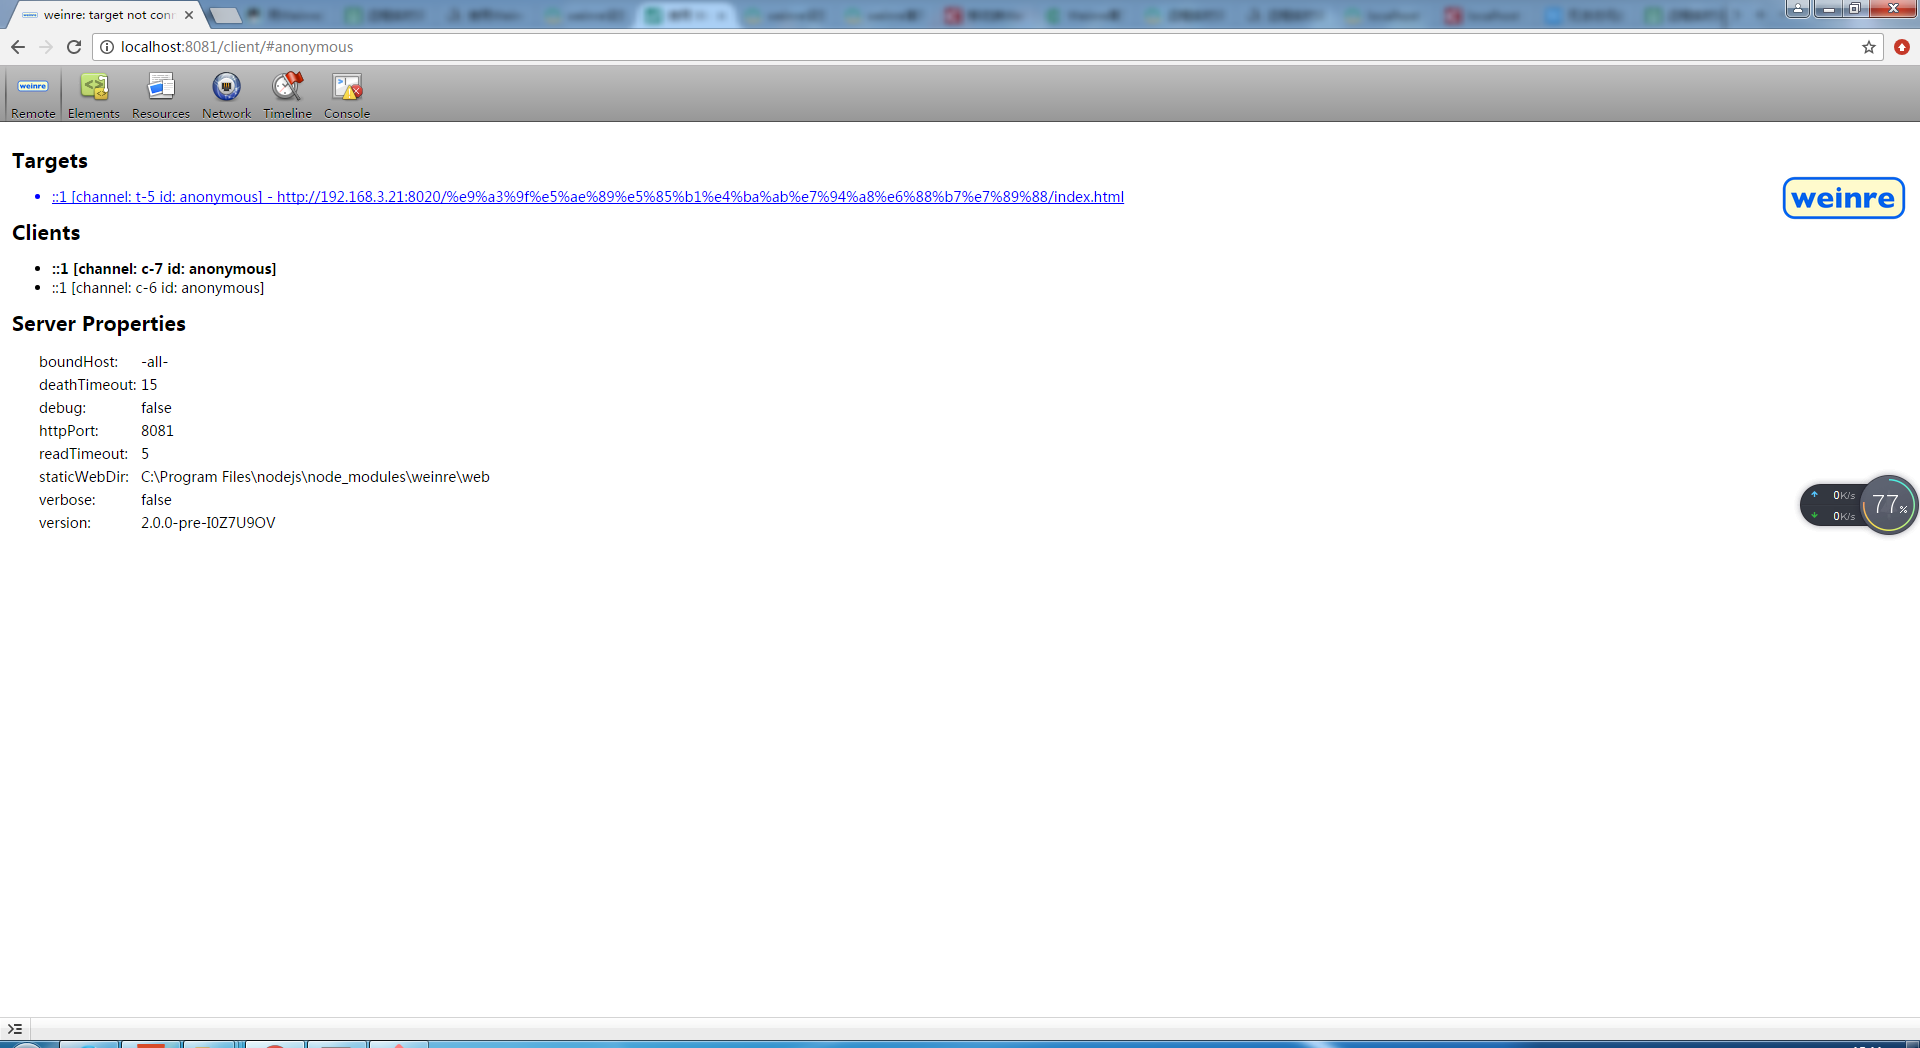 weinre: target not conn
localhost:8081/client/#anonymous
weinre
Remote
Elements
Resources
Network
Timeline
Console
Targets
::1 [channel: t-5 id: anonymous] - http://192.168.3.21:8020/%e9%a3%9f%e5%ae%89%e5%85%b1%e4%ba%ab%e7%94%a8%e6%88%b7%e7%89%88/index.html
weinre
Clients
::1 [channel: c-7 id: anonymous]
::1 [channel: c-6 id: anonymous]
Server Properties
boundHost: -all-
deathTimeout: 15
debug: false
httpPort: 8081
readTimeout: 5
staticWebDir: C:\Program Files\nodejs\node_modules\weinre\web
verbose: false
version: 2.0.0-pre-I0Z7U9OV
0K/s
0K/s
77%